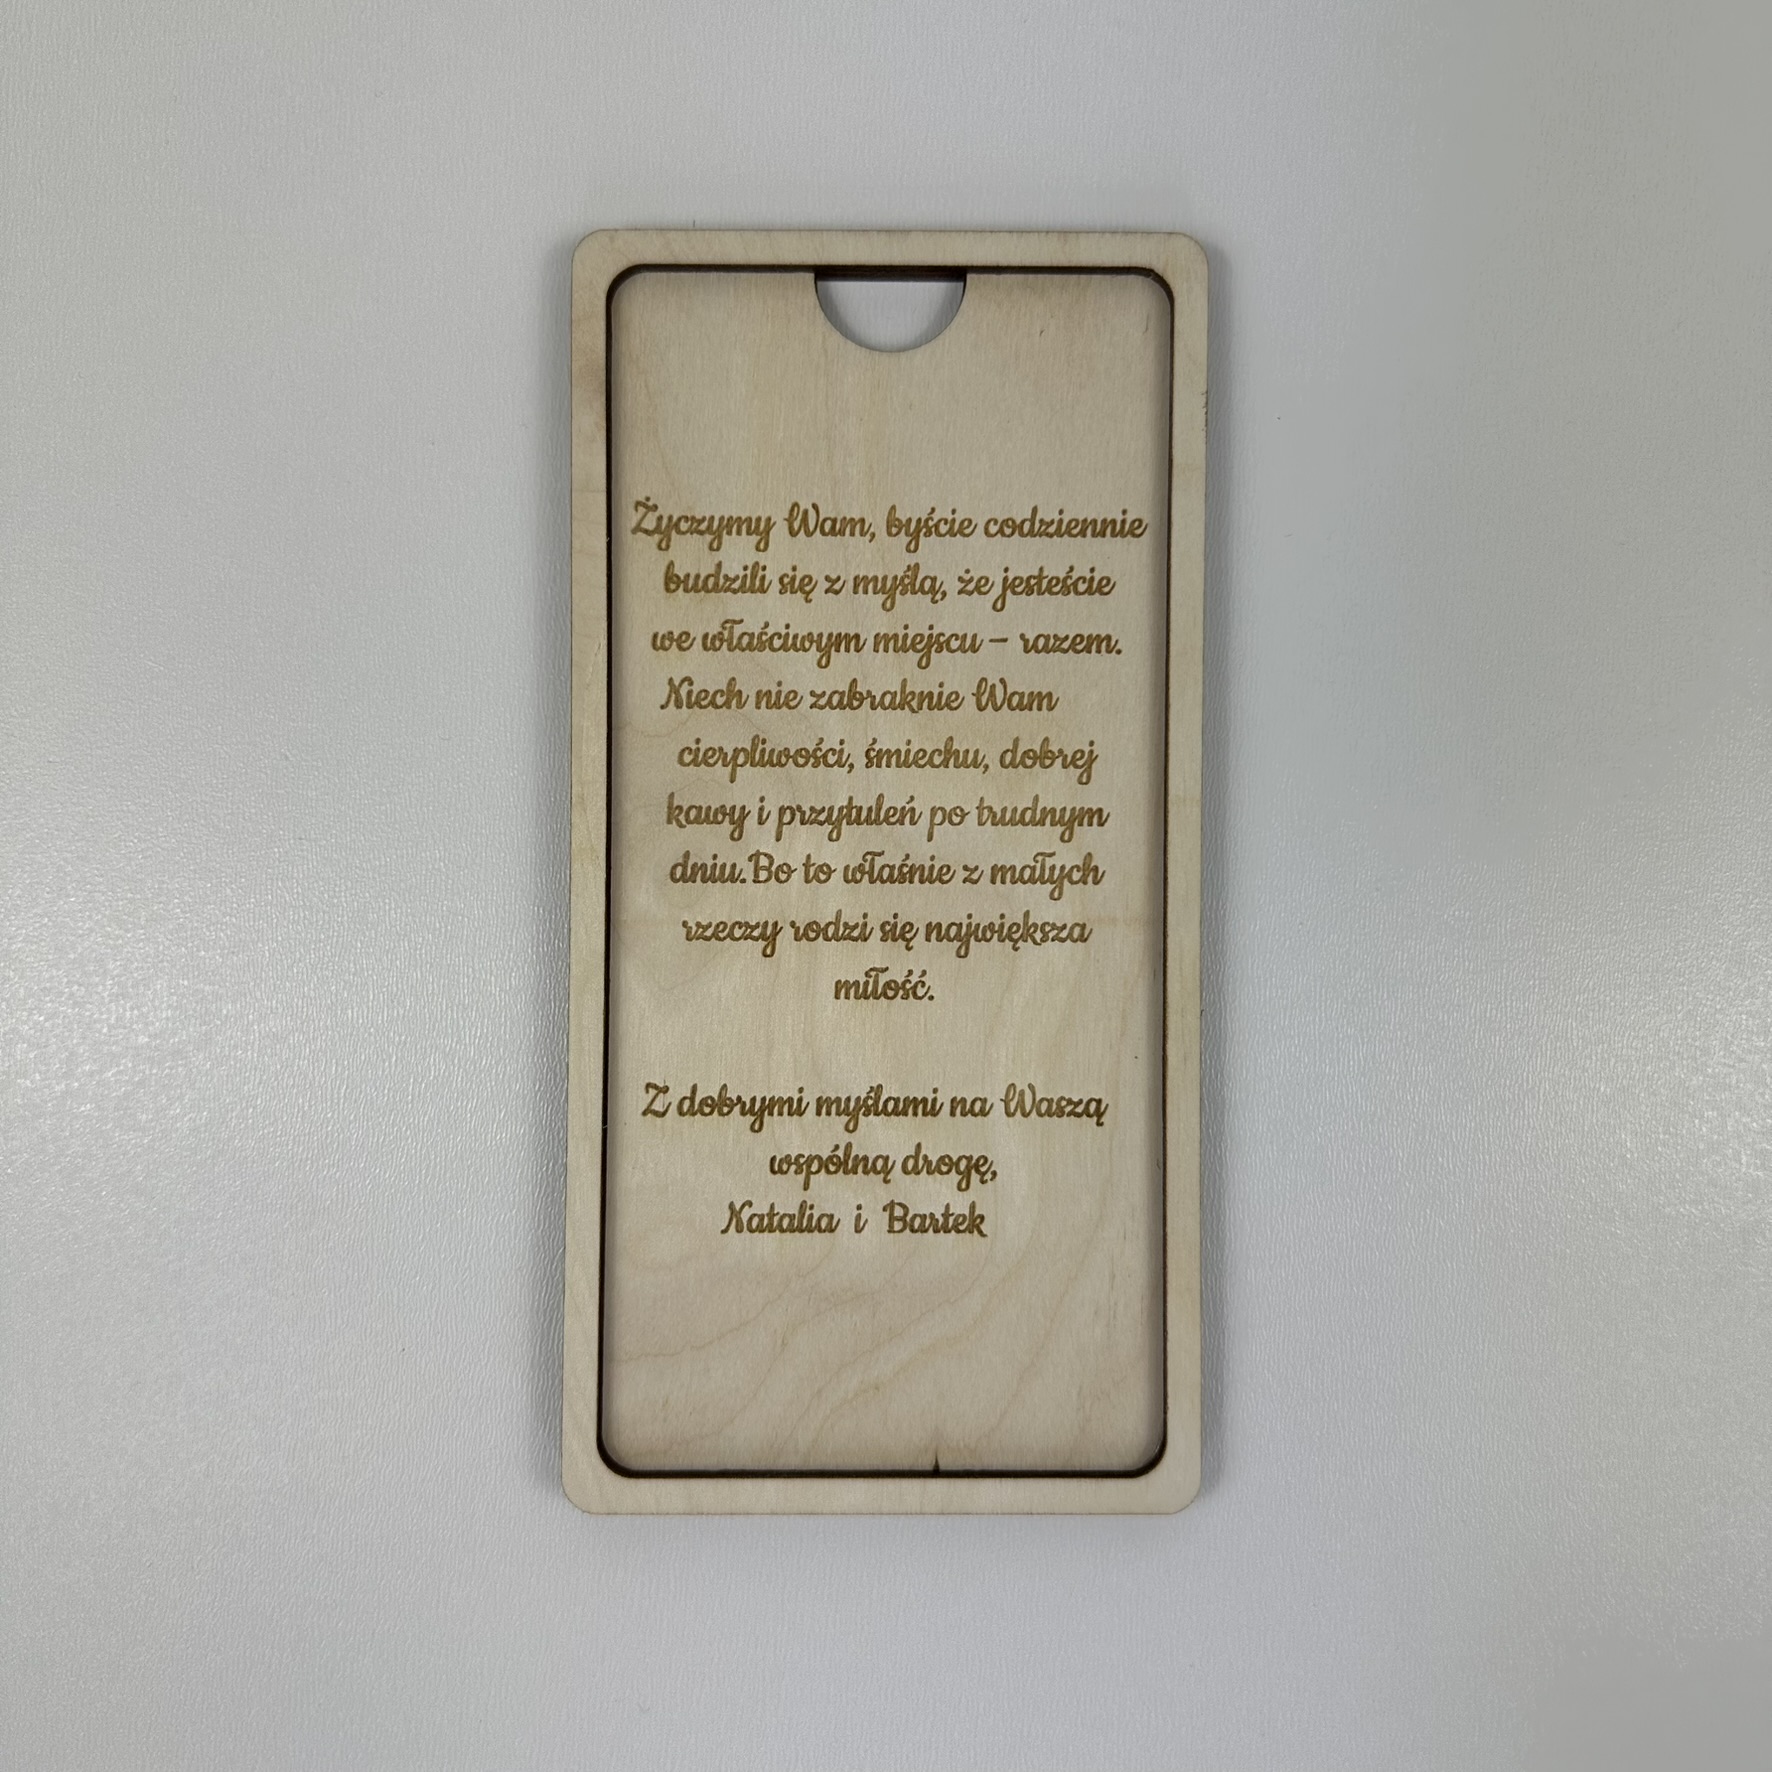 Życzymy Wam, byście codziennie
budzili się z myślą, że jesteście
we właściwym miejscu – razem.
Niech nie zabraknie Wam
cierpliwości, śmiechu, dobrej
kawy i przytuleń po trudnym
dniu.Bo to właśnie z małych
rzeczy rodzi się największa
miłość.
Z dobrymi myślami na Waszą
wspólną drogę,
Natalia i Bartek